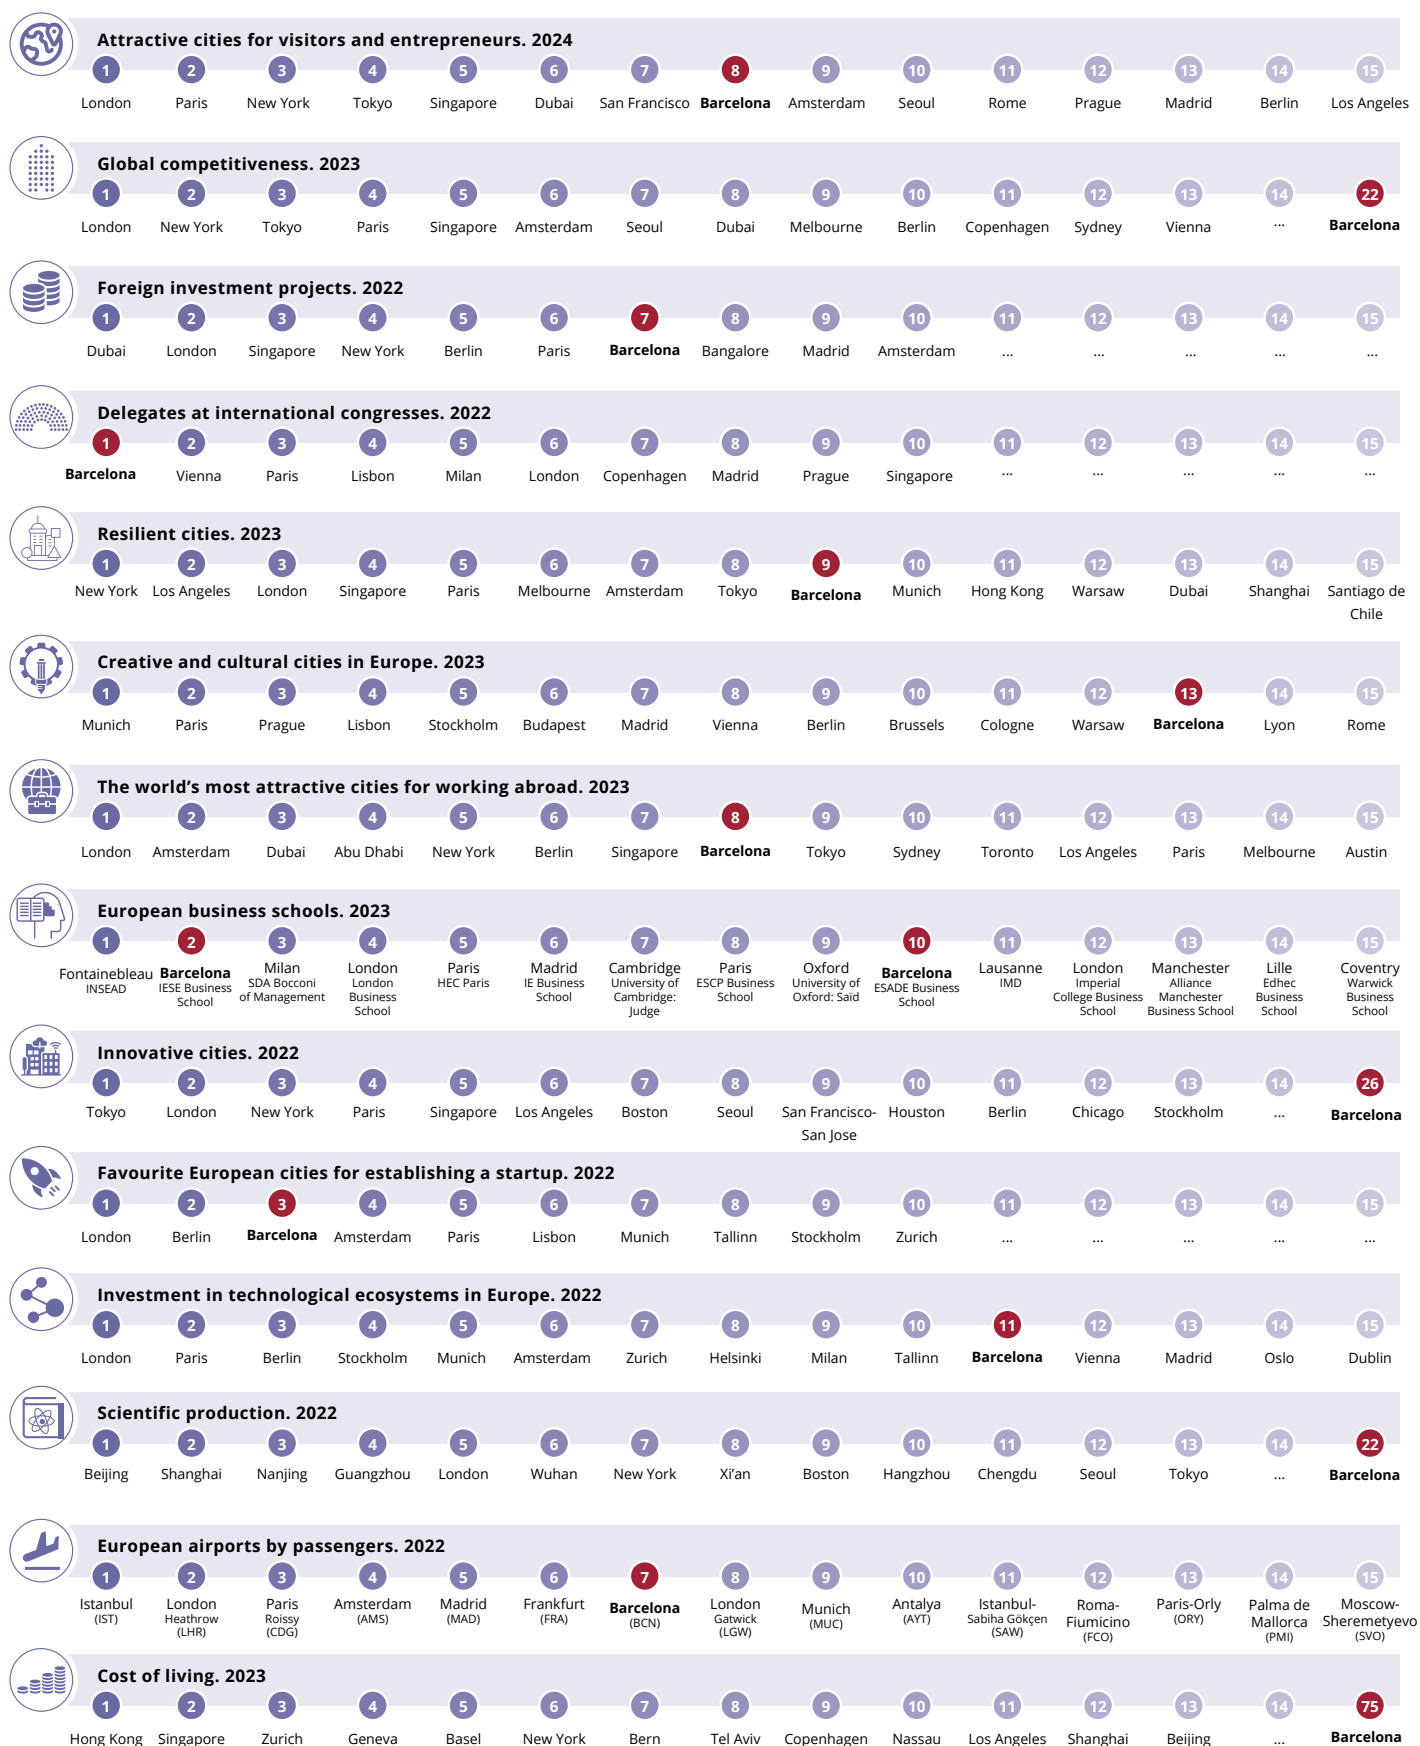 Attractive cities for visitors and entrepreneurs. 2024
1 2 3 4 5 6 7 8 9 10 11 12 13 14 15
London Paris New York Tokyo Singapore Dubai San Francisco Barcelona Amsterdam Seoul Rome Prague Madrid Berlin Los Angeles
Global competitiveness. 2023
1 2 3 4 5 6 7 8 9 10 11 12 13 14 22
London New York Tokyo Paris Singapore Amsterdam Seoul Dubai Melbourne Berlin Copenhagen Sydney Vienna ... Barcelona
Foreign investment projects. 2022
1 2 3 4 5 6 7 8 9 10 11 12 13 14 15
Dubai London Singapore New York Berlin Paris Barcelona Bangalore Madrid Amsterdam ... ... ... ... ...
Delegates at international congresses. 2022
1 2 3 4 5 6 7 8 9 10 11 12 13 14 15
Barcelona Vienna Paris Lisbon Milan London Copenhagen Madrid Prague Singapore ... ... ... ... ...
Resilient cities. 2023
1 2 3 4 5 6 7 8 9 10 11 12 13 14 15
New York Los Angeles London Singapore Paris Melbourne Amsterdam Tokyo Barcelona Munich Hong Kong Warsaw Dubai Shanghai Santiago de
Chile
Creative and cultural cities in Europe. 2023
1 2 3 4 5 6 7 8 9 10 11 12 13 14 15
Munich Paris Prague Lisbon Stockholm Budapest Madrid Vienna Berlin Brussels Cologne Warsaw Barcelona Lyon Rome
The world's most attractive cities for working abroad. 2023
1 2 3 4 5 6 7 8 9 10 11 12 13 14 15
London Amsterdam Dubai Abu Dhabi New York Berlin Singapore Barcelona Tokyo Sydney Toronto Los Angeles Paris Melbourne Austin
European business schools. 2023
1 2 3 4 5 6 7 8 9 10 11 12 13 14 15
Fontainebleau Barcelona Milan London Paris Madrid Cambridge Paris Oxford Barcelona Lausanne London Manchester Lille Coventry
INSEAD IESE Business SDA Bocconi London HEC Paris IE Business University of ESCP Business University of ESADE Business IMD Imperial Alliance Edhec Warwick
School of Management Business School Cambridge: School Oxford: Saïd School College Business Manchester Business Business
School Judge School Business School School School
Innovative cities. 2022
1 2 3 4 5 6 7 8 9 10 11 12 13 14 26
Tokyo London New York Paris Singapore Los Angeles Boston Seoul San Francisco- Houston Berlin Chicago Stockholm ... Barcelona
San Jose
Favourite European cities for establishing a startup. 2022
1 2 3 4 5 6 7 8 9 10 11 12 13 14 15
London Berlin Barcelona Amsterdam Paris Lisbon Munich Tallinn Stockholm Zurich ... ... ... ... ...
Investment in technological ecosystems in Europe. 2022
1 2 3 4 5 6 7 8 9 10 11 12 13 14 15
London Paris Berlin Stockholm Munich Amsterdam Zurich Helsinki Milan Tallinn Barcelona Vienna Madrid Oslo Dublin
Scientific production. 2022
1 2 3 4 5 6 7 8 9 10 11 12 13 14 22
Beijing Shanghai Nanjing Guangzhou London Wuhan New York Xi'an Boston Hangzhou Chengdu Seoul Tokyo ... Barcelona
European airports by passengers. 2022
1 2 3 4 5 6 7 8 9 10 11 12 13 14 15
Istanbul London Paris Amsterdam Madrid Frankfurt Barcelona London Munich Antalya Istanbul- Roma- Paris-Orly Palma de Moscow-
(IST) Heathrow Roissy (AMS) (MAD) (FRA) (BCN) Gatwick (MUC) (AYT) Sabiha Gökçen Fiumicino (ORY) Mallorca Sheremetyevo
(LHR) (CDG) (LGW) (SAW) (FCO) (PMI) (SVO)
Cost of living. 2023
1 2 3 4 5 6 7 8 9 10 11 12 13 14 75
Hong Kong Singapore Zurich Geneva Basel New York Bern Tel Aviv Copenhagen Nassau Los Angeles Shanghai Beijing ... Barcelona